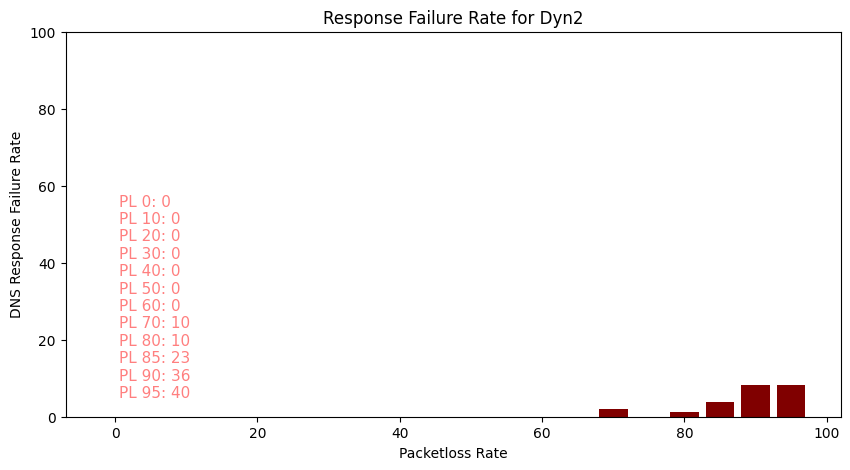 Response Failure Rate for Dyn2
100
80
60
40
20
0
DNS Response Failure Rate
PL 0: 0
PL 10: 0
PL 20: 0
PL 30: 0
PL 40: 0
PL 50: 0
PL 60: 0
PL 70: 10
PL 80: 10
PL 85: 23
PL 90: 36
PL 95: 40
0 20 40 60 80 100
Packetloss Rate